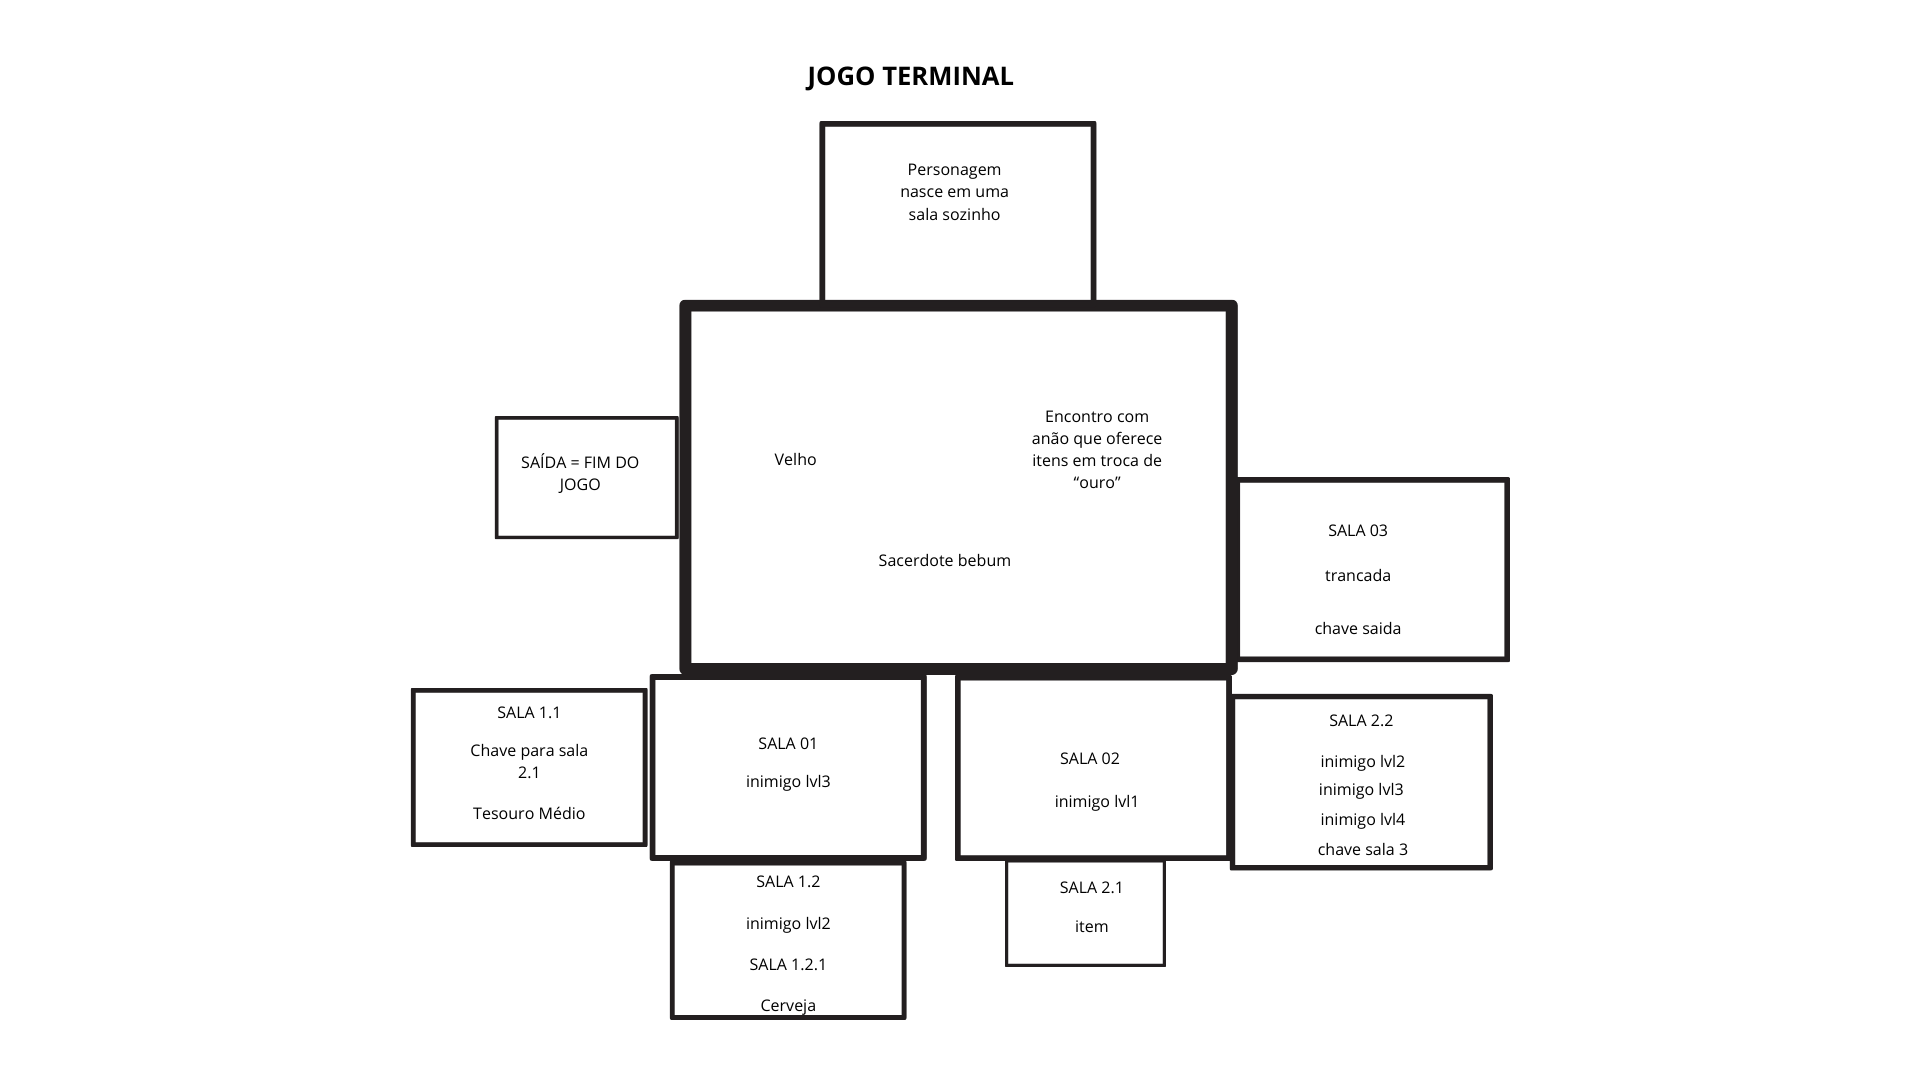 JOGO TERMINAL
Personagem
nasce em uma
sala sozinho
SAÍDA = FIM DO
JOGO
Velho
Encontro com
anão que oferece
itens em troca de
“ouro”
Sacerdote bebum
SALA 03
trancada
chave saida
SALA 1.1
Chave para sala
2.1
Tesouro Médio
SALA 01
inimigo lvl3
SALA 02
inimigo lvl1
SALA 2.2
inimigo lvl2
inimigo lvl3
inimigo lvl4
chave sala 3
SALA 1.2
inimigo lvl2
SALA 1.2.1
Cerveja
SALA 2.1
item